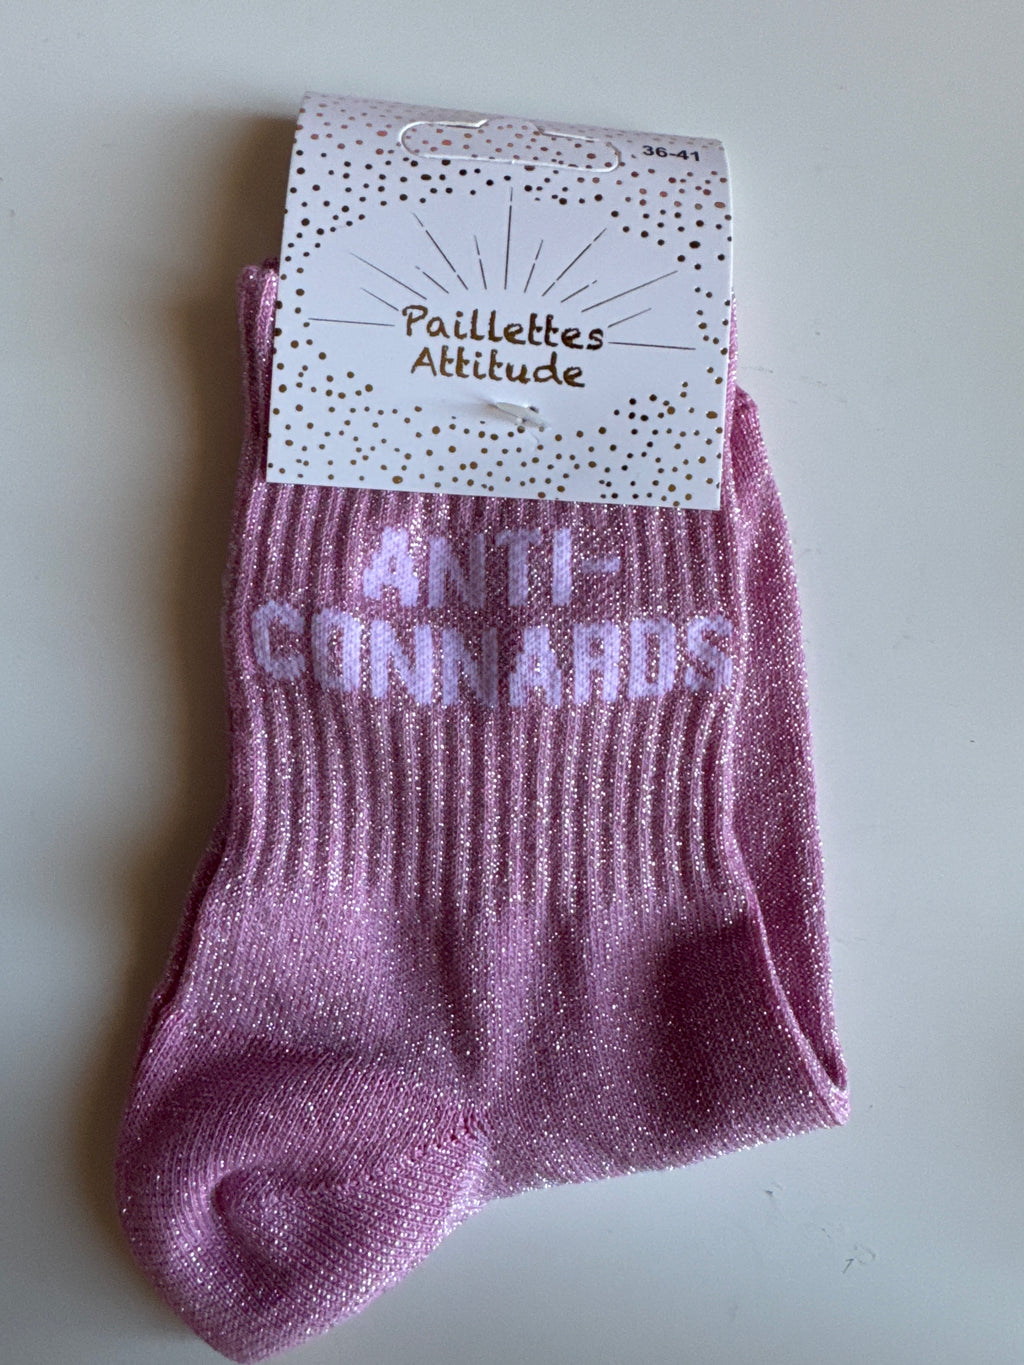 36-41
Paillettes
Attitude
ANTI-
CONNARDS